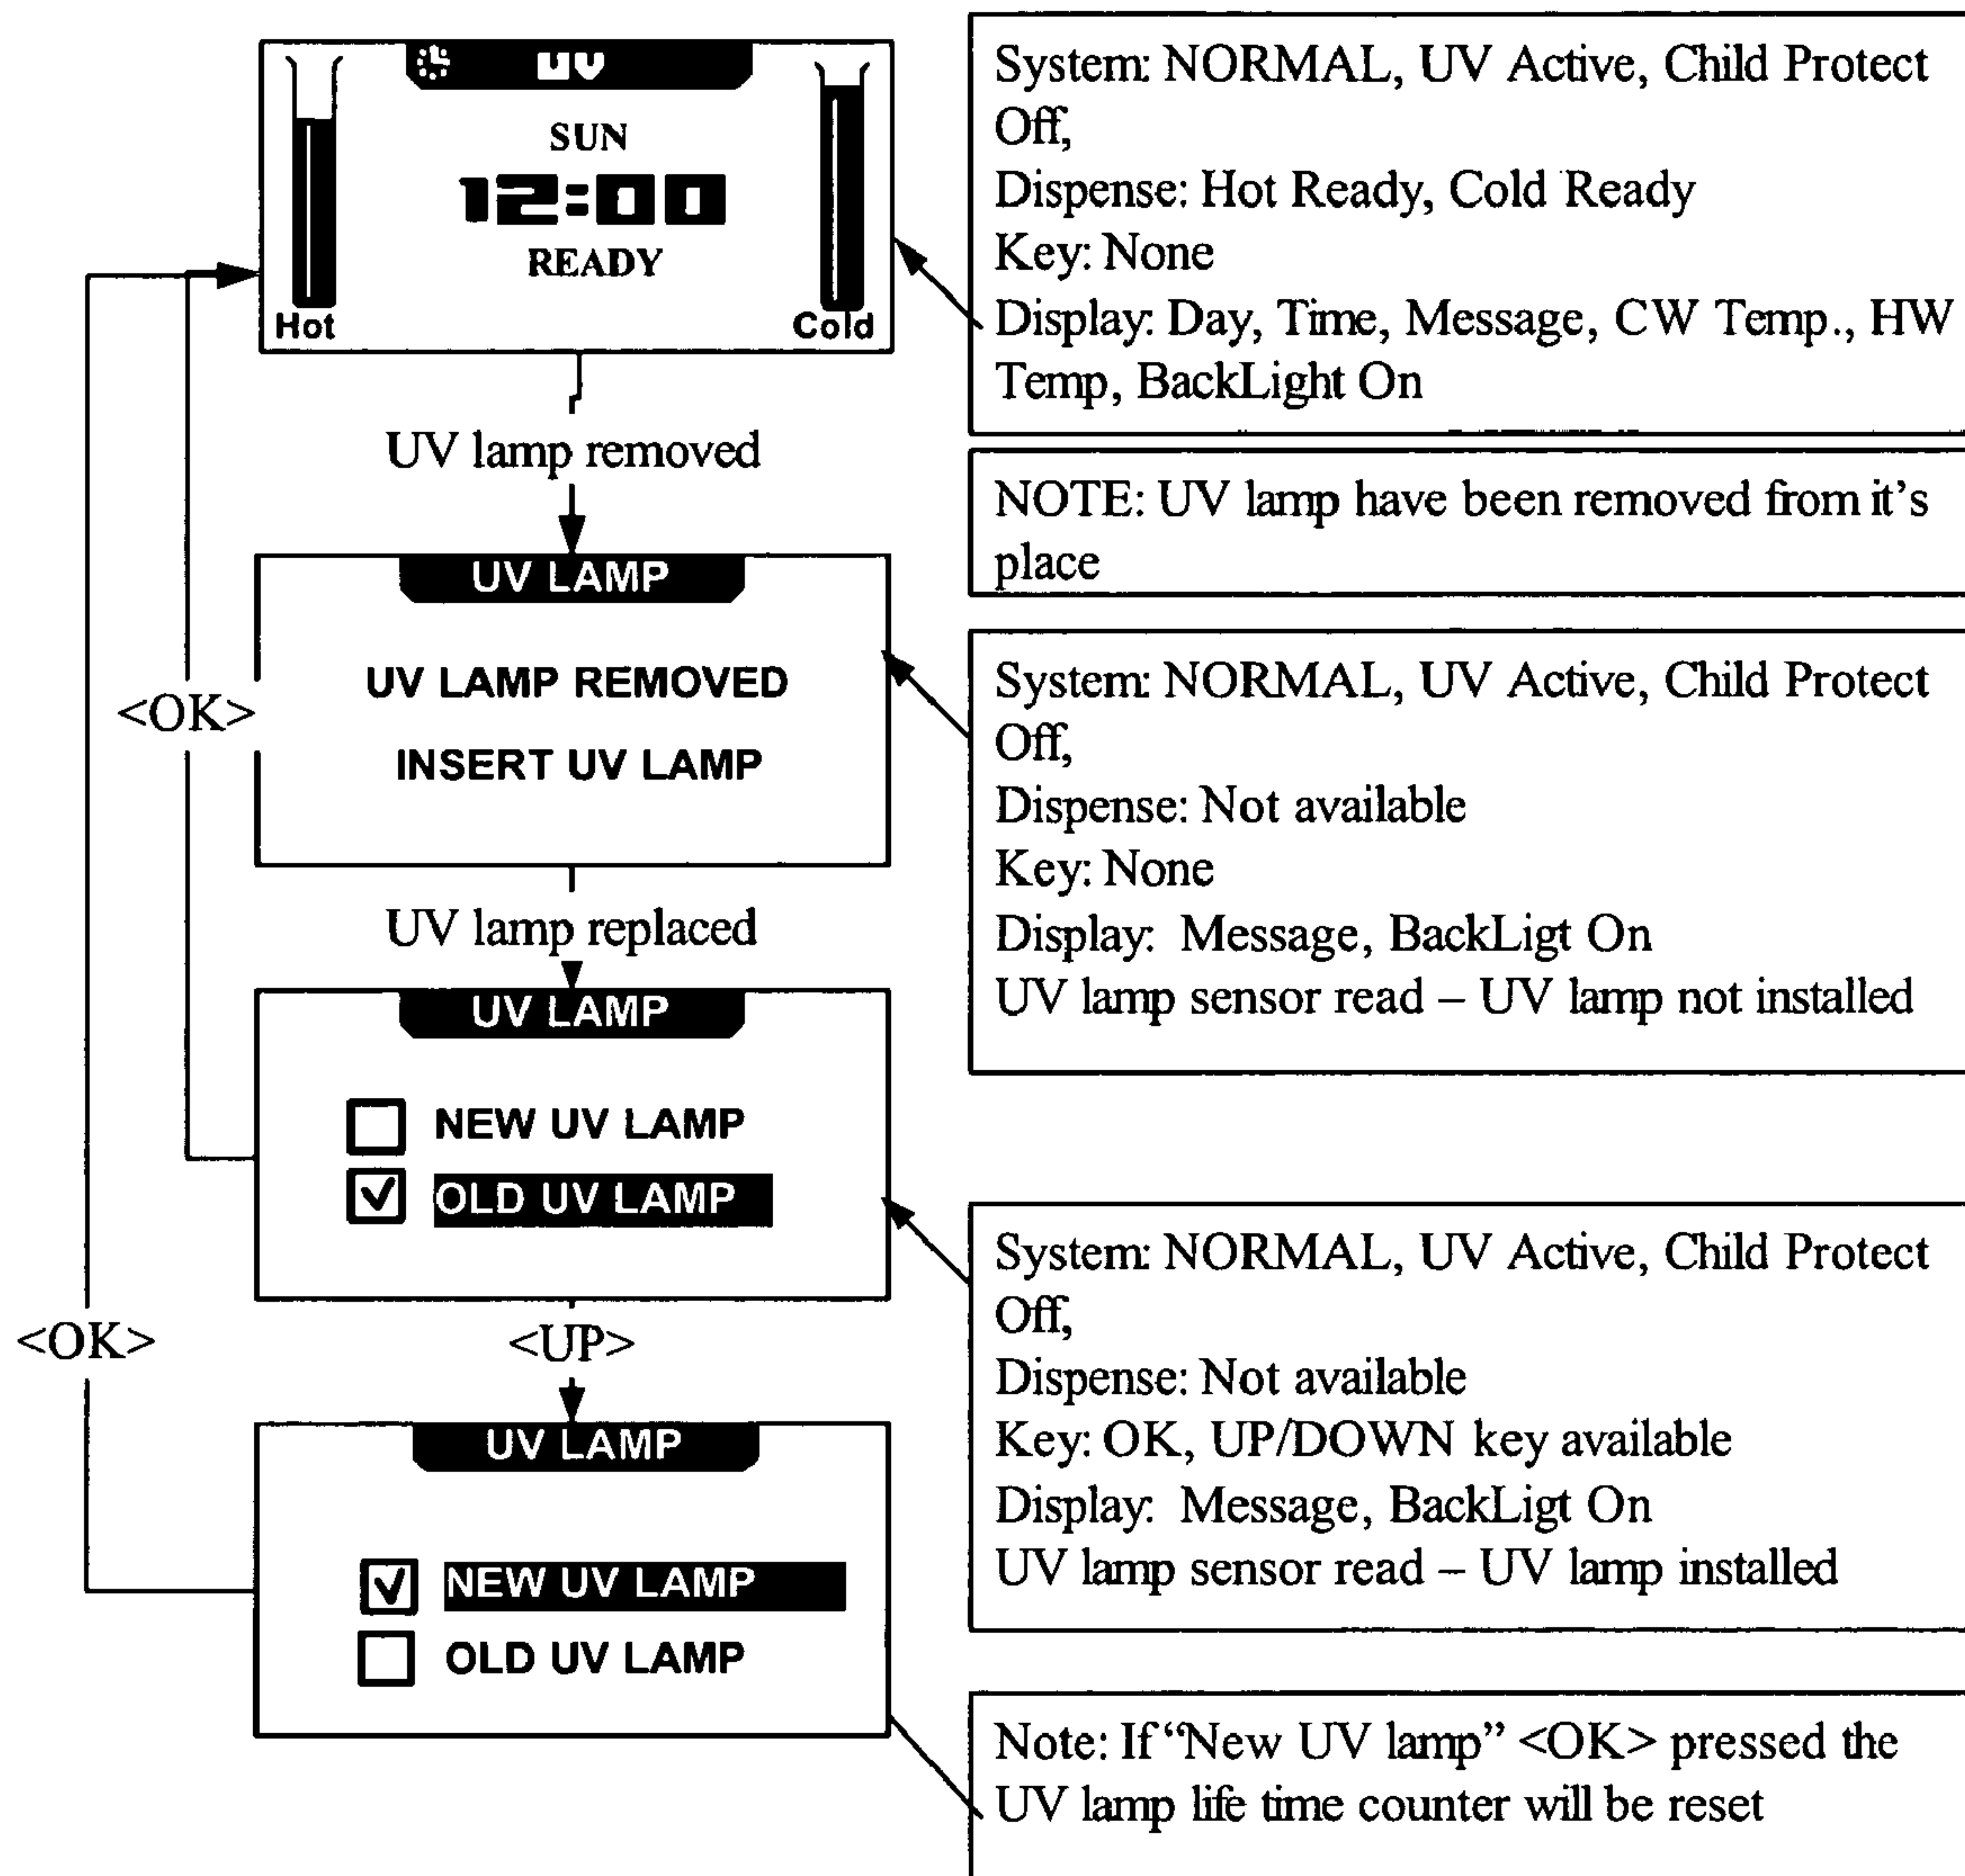 UV
SUN
12:00
READY
Hot
Cold
System: NORMAL, UV Active, Child Protect
Off,
Dispense: Hot Ready, Cold Ready
Key: None
Display: Day, Time, Message, CW Temp., HW
Temp, BackLight On
UV lamp removed
NOTE: UV lamp have been removed from it's
place
UV LAMP
UV LAMP REMOVED
INSERT UV LAMP
<OK>
System: NORMAL, UV Active, Child Protect
Off,
Dispense: Not available
Key: None
Display: Message, BackLigt On
UV lamp sensor read – UV lamp not installed
UV lamp replaced
UV LAMP
NEW UV LAMP
OLD UV LAMP
System: NORMAL, UV Active, Child Protect
Off,
Dispense: Not available
Key: OK, UP/DOWN key available
Display: Message, BackLigt On
UV lamp sensor read – UV lamp installed
<OK>
<UP>
UV LAMP
NEW UV LAMP
OLD UV LAMP
Note: If “New UV lamp” <OK> pressed the
UV lamp life time counter will be reset